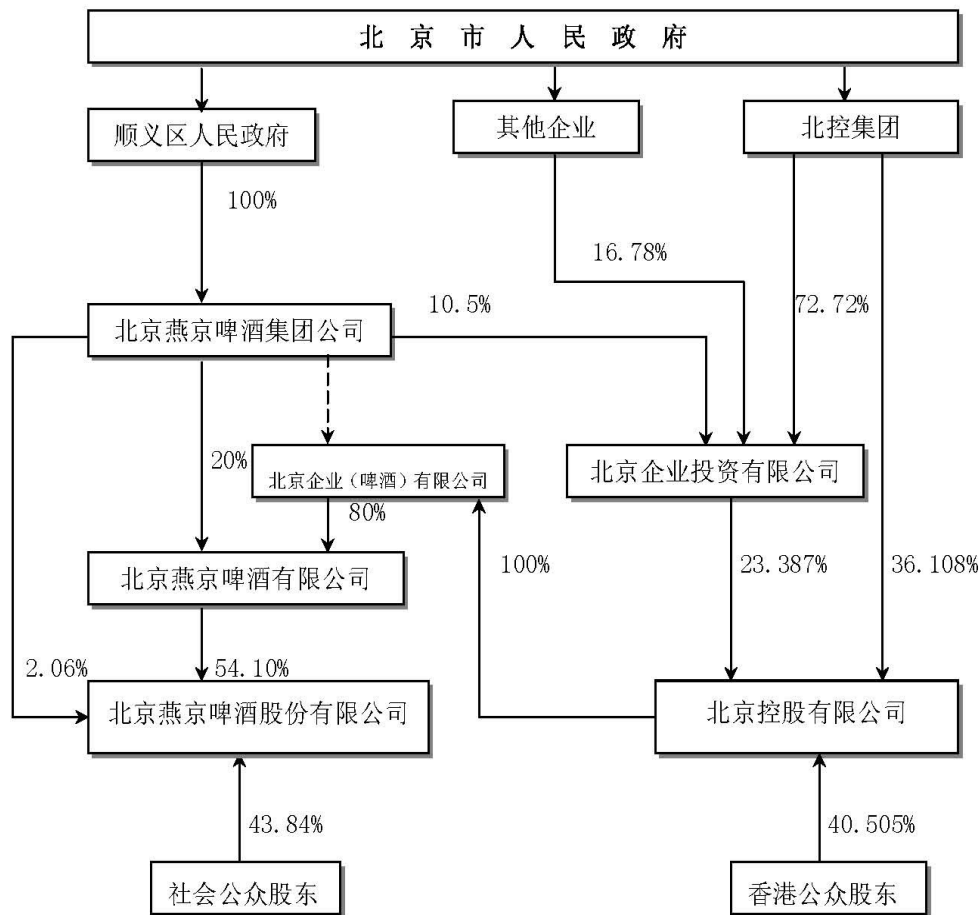 北 京 市 人 民 政 府
顺义区人民政府
其他企业
北控集团
100%
16.78%
10.5%
72.72%
北京燕京啤酒集团公司
20%
北京企业（啤酒）有限公司
北京企业投资有限公司
80%
100%
23.387%
36.108%
北京燕京啤酒有限公司
2.06%
54.10%
北京燕京啤酒股份有限公司
北京控股有限公司
43.84%
40.505%
社会公众股东
香港公众股东